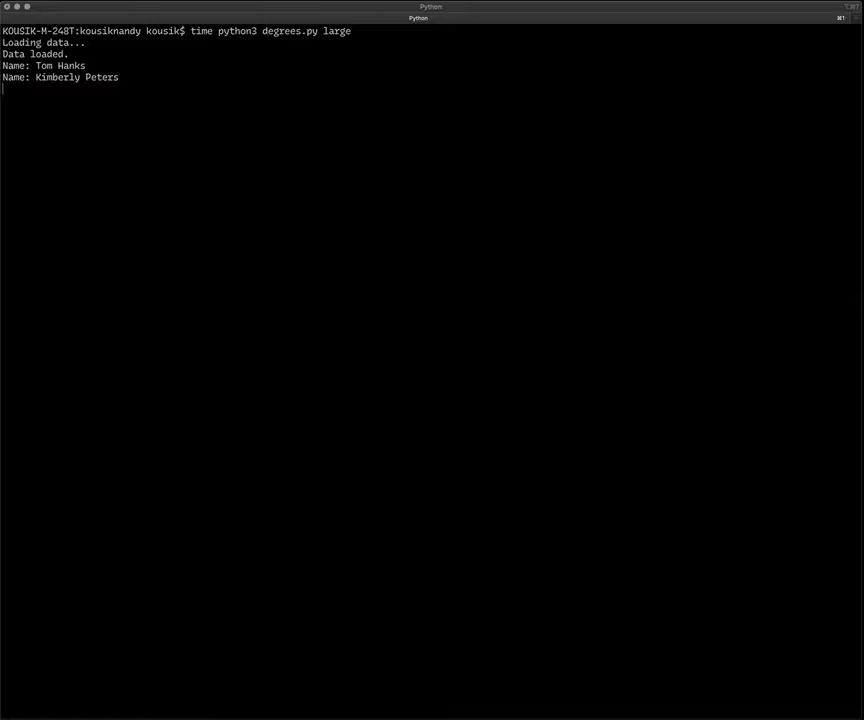 Python
Python
⌘1
KOUSIK-M-248T:kousiknandy kousik$ time python3 degrees.py large
Loading data...
Data loaded.
Name: Tom Hanks
Name: Kimberly Peters